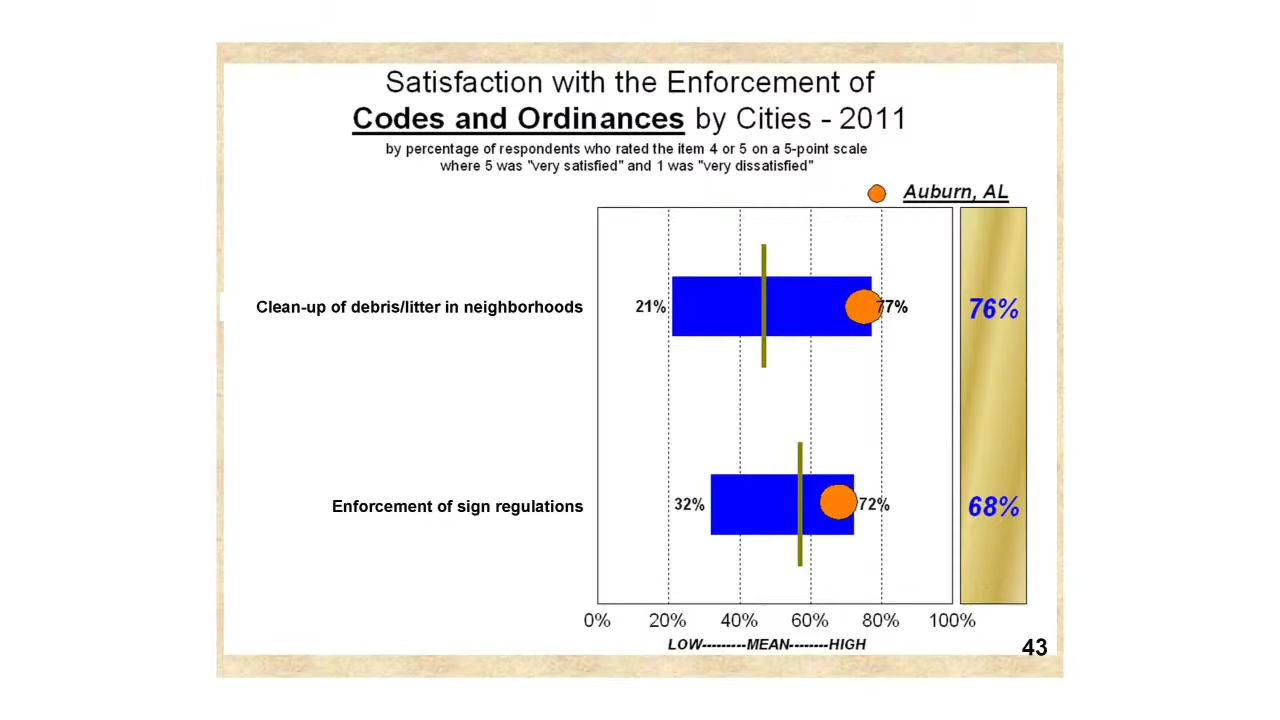 Satisfaction with the Enforcement of
Codes and Ordinances by Cities - 2011
by percentage of respondents who rated the item 4 or 5 on a 5-point scale
where 5 was "very satisfied" and 1 was "very dissatisfied"
Auburn, AL
Clean-up of debris/litter in neighborhoods 21% 77% 76%
Enforcement of sign regulations 32% 72% 68%
0% 20% 40% 60% 80% 100%
LOW---------MEAN--------HIGH
43